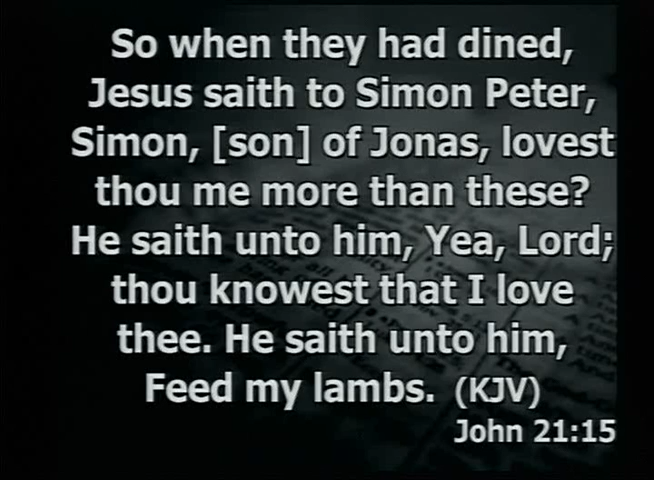 So when they had dined,
Jesus saith to Simon Peter,
Simon, [son] of Jonas, lovest
thou me more than these?
He saith unto him, Yea, Lord;
thou knowest that I love
thee. He saith unto him,
Feed my lambs. (KJV)
John 21:15